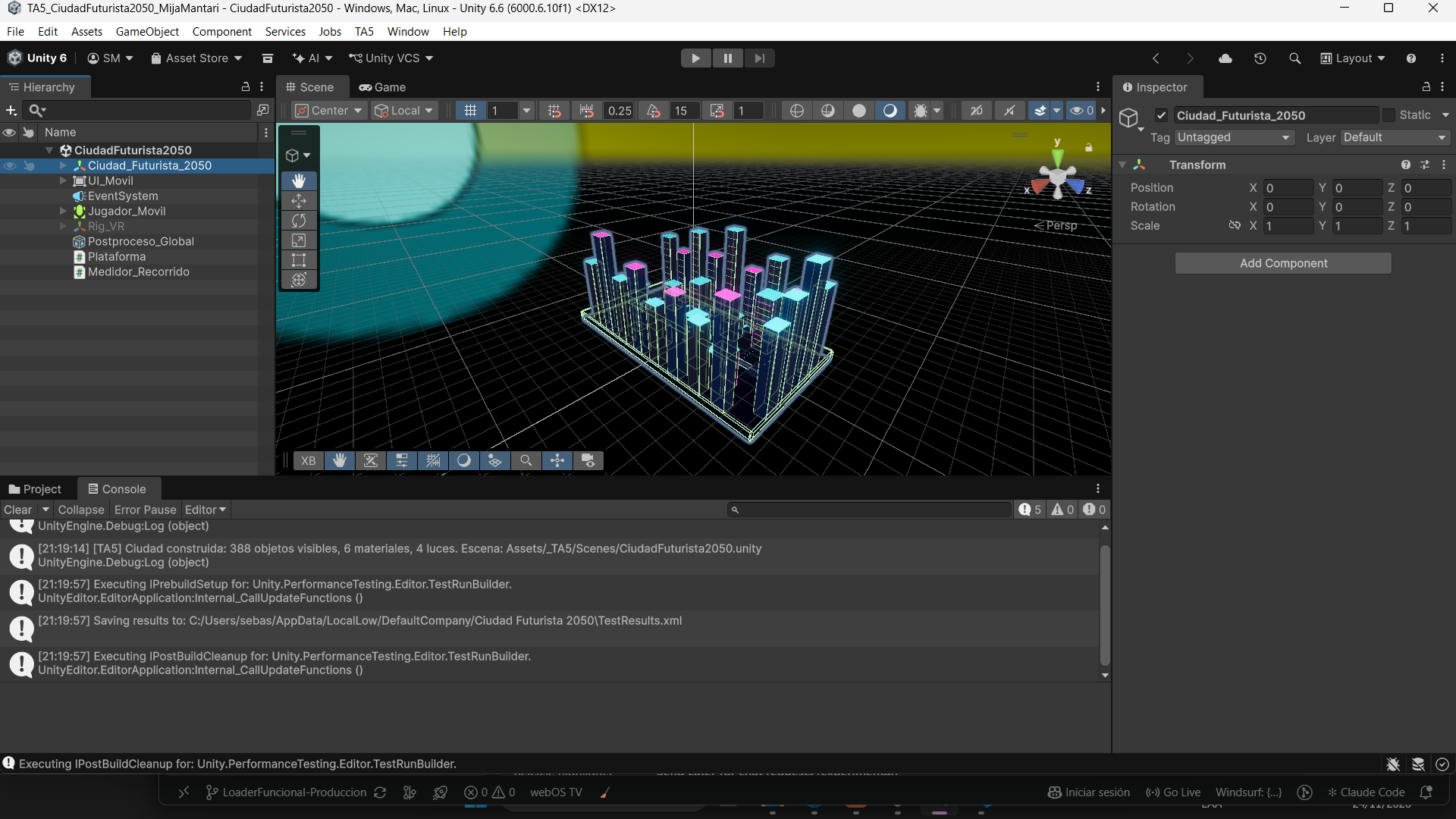 TA5_CiudadFuturista2050_MijaMantari - CiudadFuturista2050 - Windows, Mac, Linux - Unity 6.6 (6000.6.10f1) <DX12>
File Edit Assets GameObject Component Services Jobs TA5 Window Help
Unity 6 SM Asset Store AI Unity VCS Layout
Hierarchy Scene Game Inspector
Center Local 1 0.25 15 1 2D 0
Name
CiudadFuturista2050
Ciudad_Futurista_2050
UI_Movil
EventSystem
Jugador_Movil
Rig_VR
Postproceso_Global
Plataforma
Medidor_Recorrido
y
x z
Persp
XB
Ciudad_Futurista_2050 Static
Tag Untagged Layer Default
Transform
Position X 0 Y 0 Z 0
Rotation X 0 Y 0 Z 0
Scale X 1 Y 1 Z 1
Add Component
Project Console
Clear Collapse Error Pause Editor 5 0 0
UnityEngine.Debug:Log (object)
[21:19:14] [TA5] Ciudad construida: 388 objetos visibles, 6 materiales, 4 luces. Escena: Assets/_TA5/Scenes/CiudadFuturista2050.unity
UnityEngine.Debug:Log (object)
[21:19:57] Executing IPrebuildSetup for: Unity.PerformanceTesting.Editor.TestRunBuilder.
UnityEditor.EditorApplication:Internal_CallUpdateFunctions ()
[21:19:57] Saving results to: C:/Users/sebas/AppData/LocalLow/DefaultCompany/Ciudad Futurista 2050\TestResults.xml
[21:19:57] Executing IPostBuildCleanup for: Unity.PerformanceTesting.Editor.TestRunBuilder.
UnityEditor.EditorApplication:Internal_CallUpdateFunctions ()
Executing IPostBuildCleanup for: Unity.PerformanceTesting.Editor.TestRunBuilder.
LoaderFuncional-Produccion 0 0 webOS TV Iniciar sesión Go Live Windsurf: {...} Claude Code